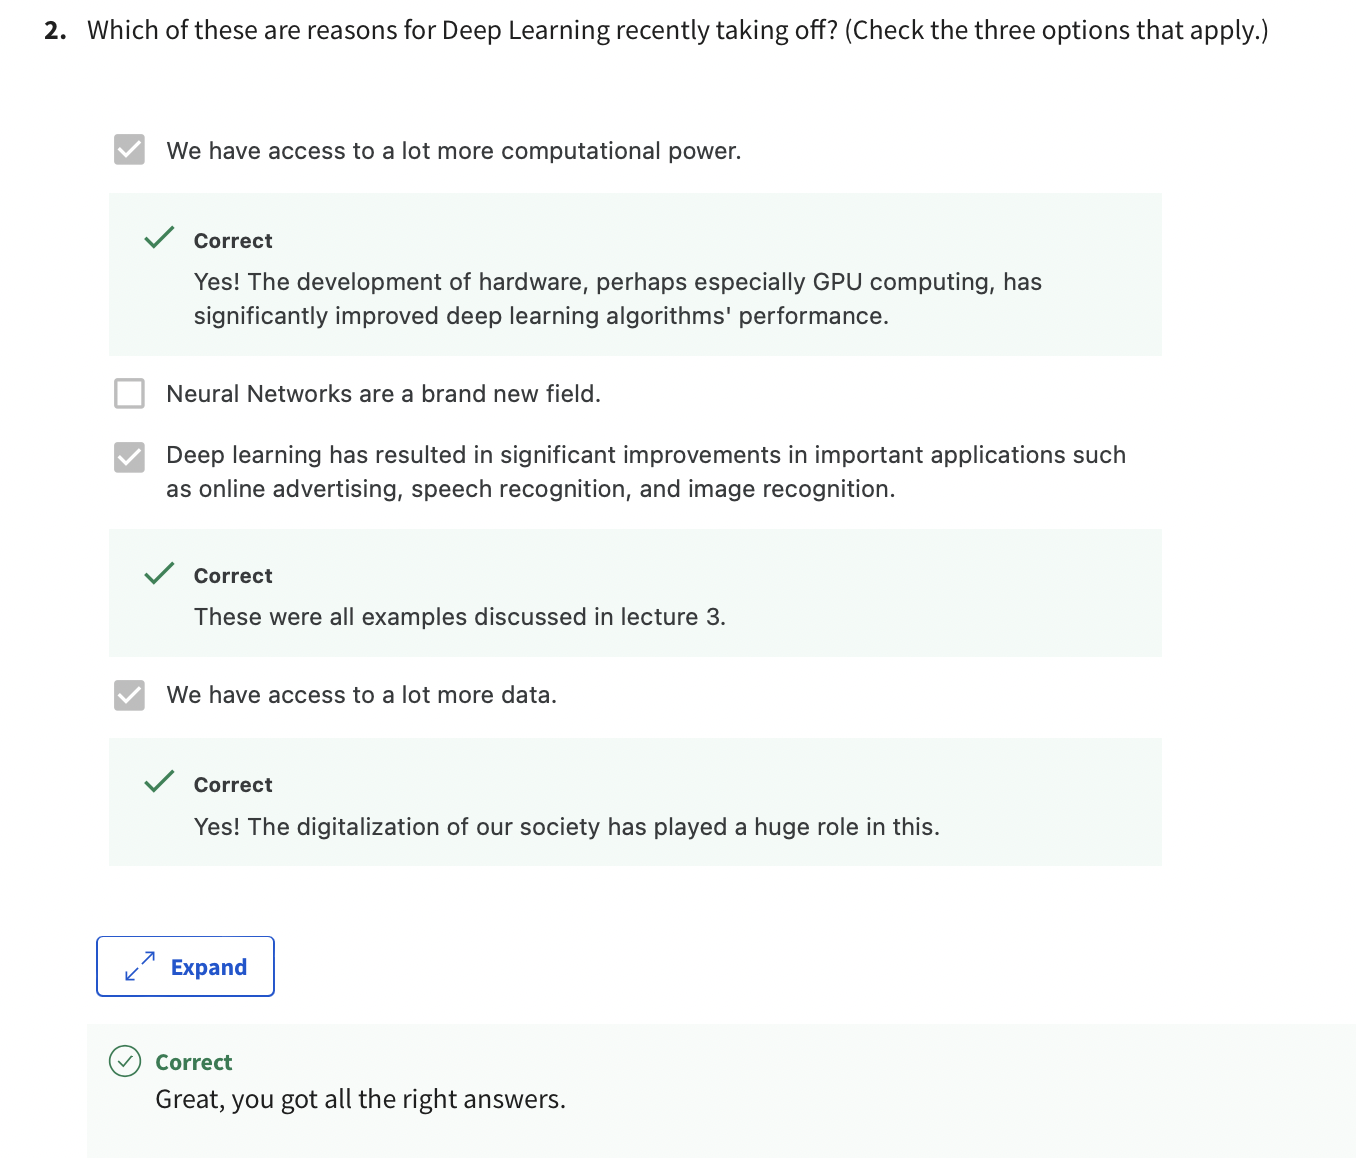 2. Which of these are reasons for Deep Learning recently taking off? (Check the three options that apply.)
We have access to a lot more computational power.
Correct
Yes! The development of hardware, perhaps especially GPU computing, has
significantly improved deep learning algorithms' performance.
Neural Networks are a brand new field.
Deep learning has resulted in significant improvements in important applications such
as online advertising, speech recognition, and image recognition.
Correct
These were all examples discussed in lecture 3.
We have access to a lot more data.
Correct
Yes! The digitalization of our society has played a huge role in this.
Expand
Correct
Great, you got all the right answers.